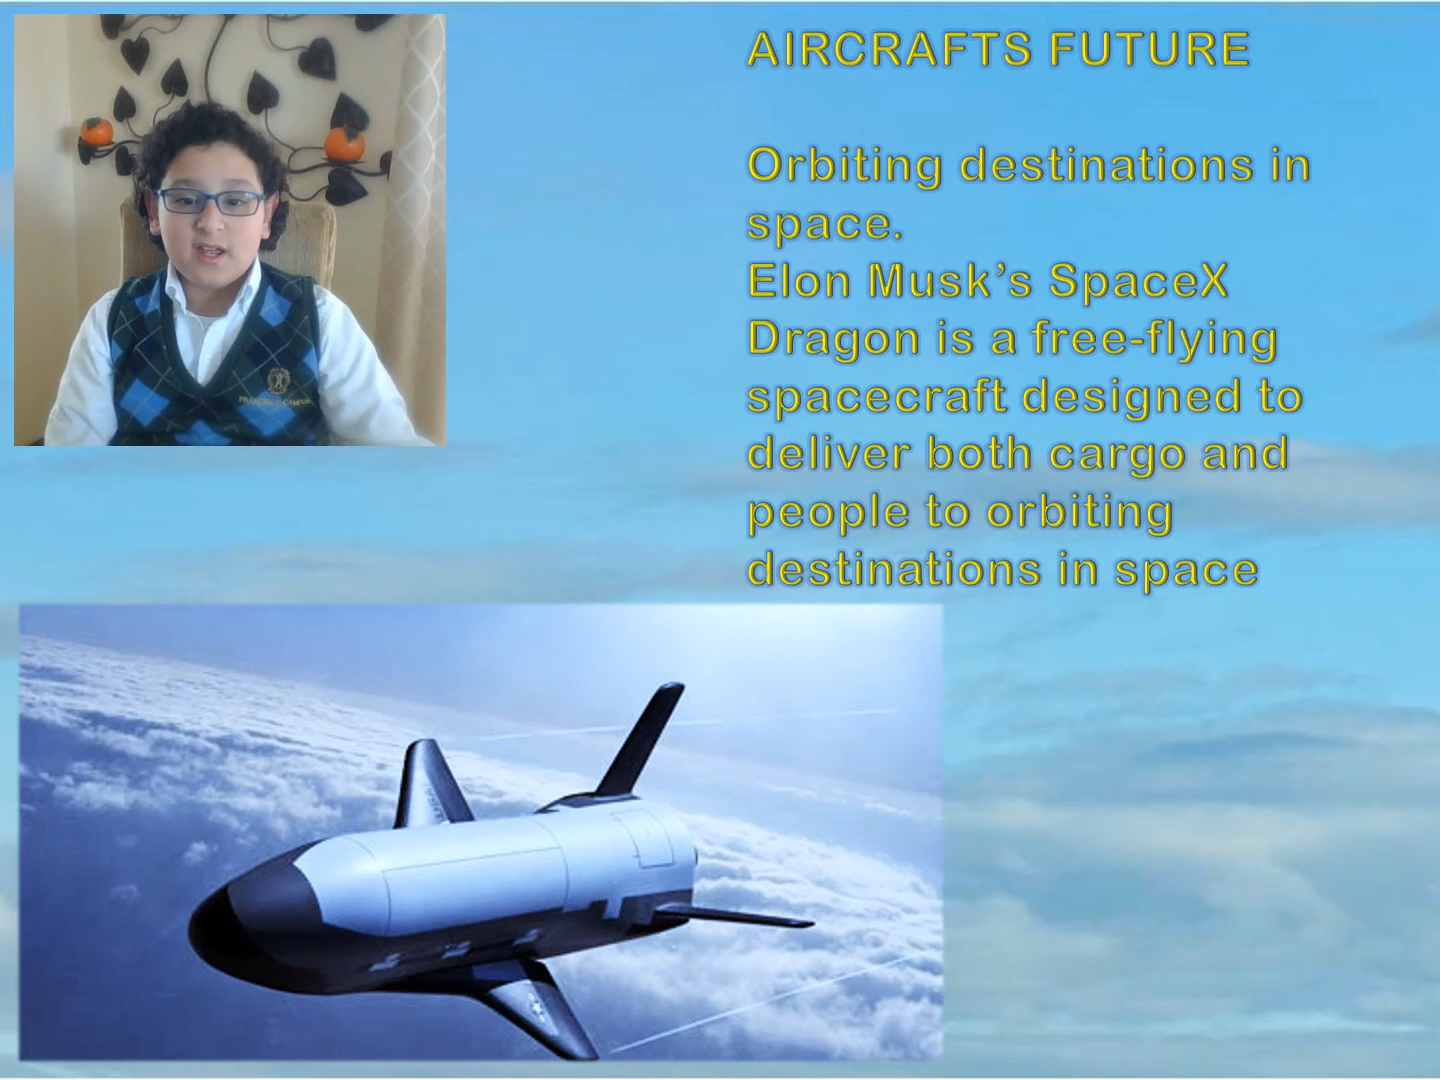 AIRCRAFTS FUTURE
Orbiting destinations in
space.
Elon Musk’s SpaceX
Dragon is a free-flying
spacecraft designed to
deliver both cargo and
people to orbiting
destinations in space